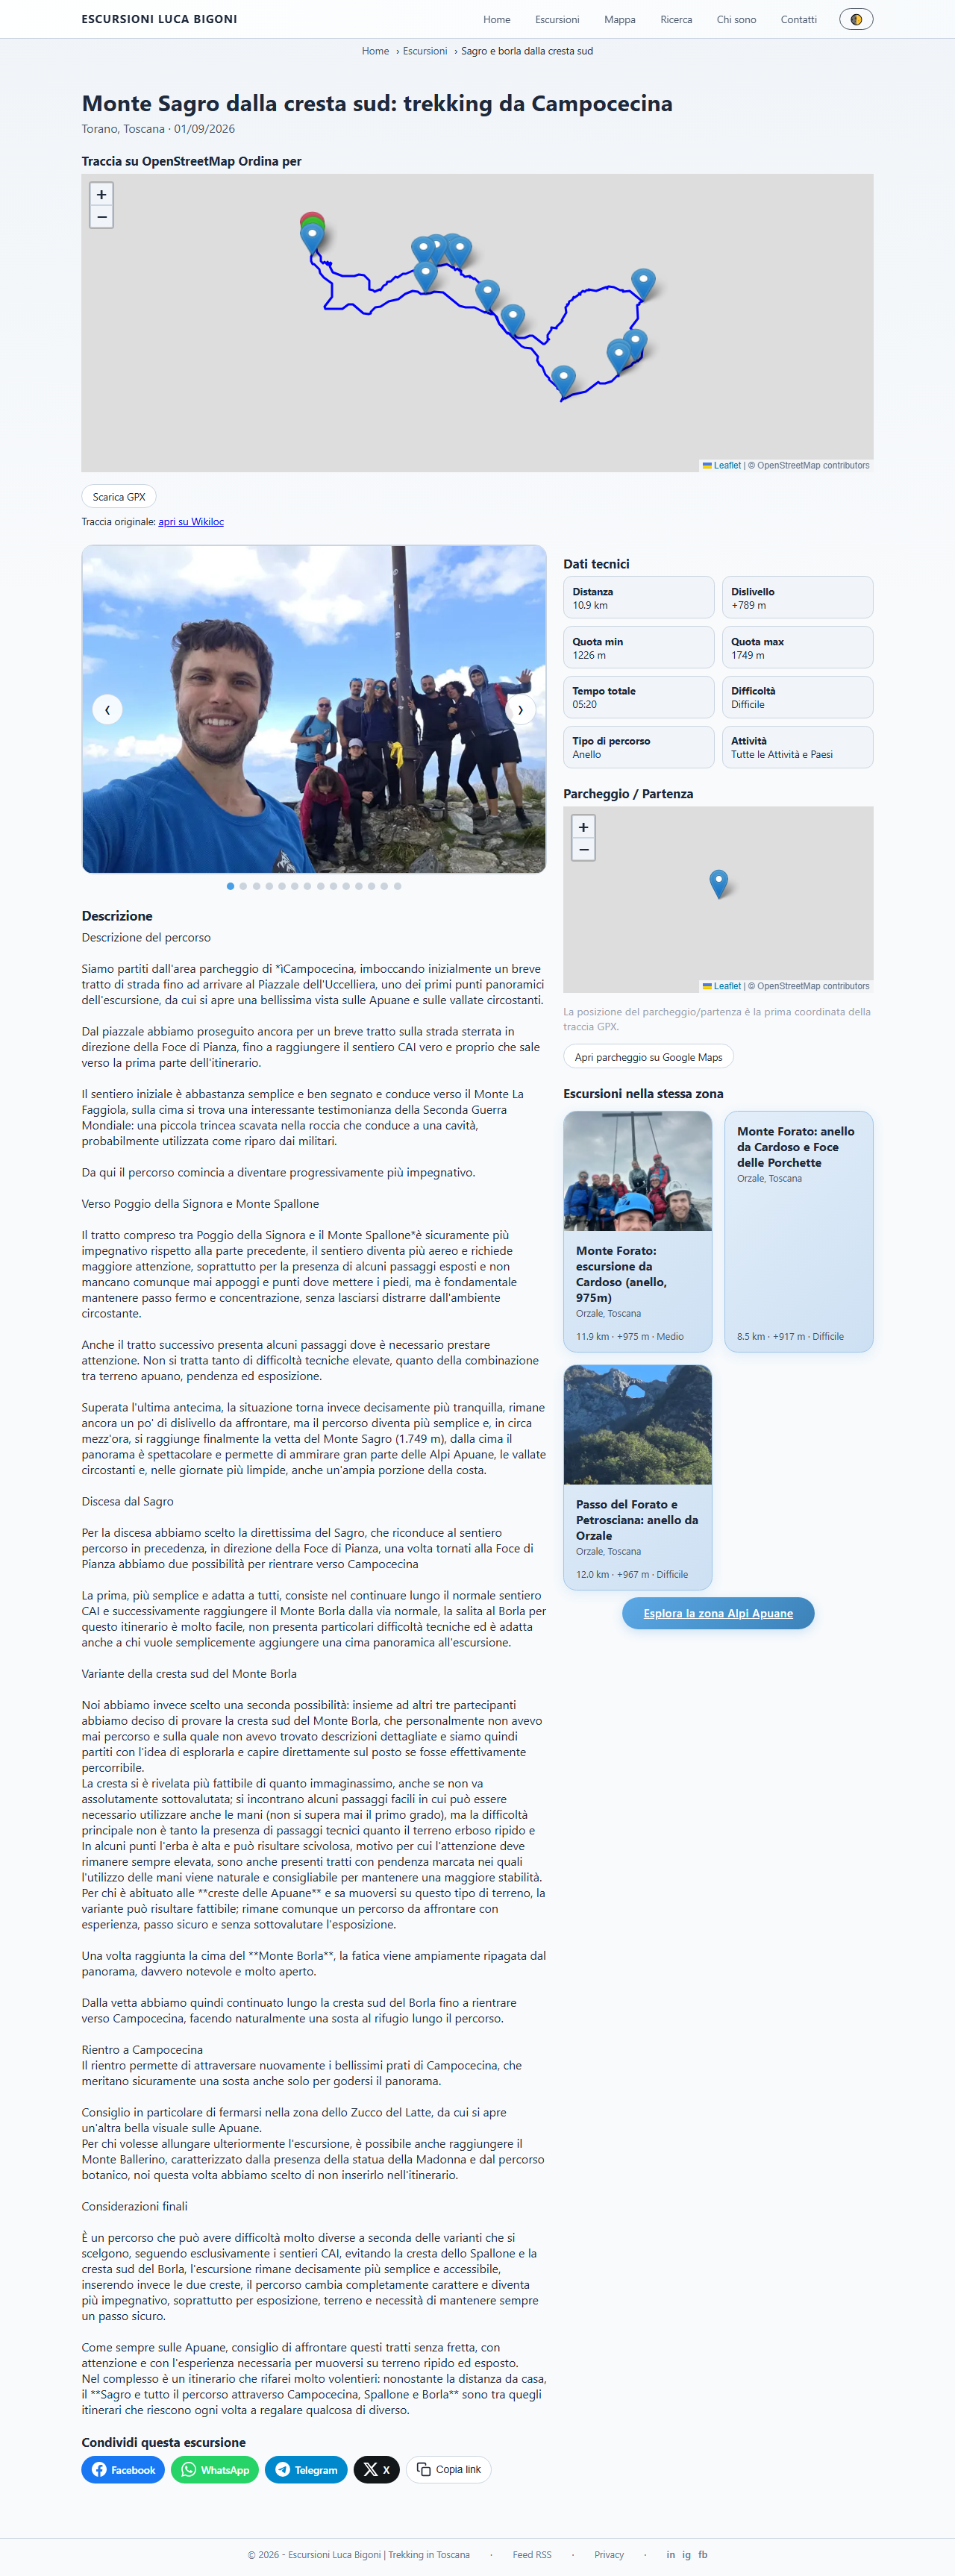 ESCURSIONI LUCA BIGONI
Home
Escursioni
Mappa
Ricerca
Chi sono
Contatti
Home › Escursioni › Sagro e borla dalla cresta sud
Monte Sagro dalla cresta sud: trekking da Campocecina
Torano, Toscana · 01/09/2026
Traccia su OpenStreetMap Ordina per
+
−
Leaflet | © OpenStreetMap contributors
Scarica GPX
Traccia originale: apri su Wikiloc
‹
›
Descrizione
Descrizione del percorso
Siamo partiti dall'area parcheggio di *iCampocecina, imboccando inizialmente un breve
tratto di strada fino ad arrivare al Piazzale dell'Uccelliera, uno dei primi punti panoramici
dell'escursione, da cui si apre una bellissima vista sulle Apuane e sulle vallate circostanti.
Dal piazzale abbiamo proseguito ancora per un breve tratto sulla strada sterrata in
direzione della Foce di Pianza, fino a raggiungere il sentiero CAI vero e proprio che sale
verso la prima parte dell'itinerario.
Il sentiero iniziale è abbastanza semplice e ben segnato e conduce verso il Monte La
Faggiola, sulla cima si trova una interessante testimonianza della Seconda Guerra
Mondiale: una piccola trincea scavata nella roccia che conduce a una cavità,
probabilmente utilizzata come riparo dai militari.
Da qui il percorso comincia a diventare progressivamente più impegnativo.
Verso Poggio della Signora e Monte Spallone
Il tratto compreso tra Poggio della Signora e il Monte Spallone*è sicuramente più
impegnativo rispetto alla parte precedente, il sentiero diventa più aereo e richiede
maggiore attenzione, soprattutto per la presenza di alcuni passaggi esposti e non
mancano comunque mai appoggi e punti dove mettere i piedi, ma è fondamentale
mantenere passo fermo e concentrazione, senza lasciarsi distrarre dall'ambiente
circostante.
Anche il tratto successivo presenta alcuni passaggi dove è necessario prestare
attenzione. Non si tratta tanto di difficoltà tecniche elevate, quanto della combinazione
tra terreno apuano, pendenza ed esposizione.
Superata l'ultima antecima, la situazione torna invece decisamente più tranquilla, rimane
ancora un po' di dislivello da affrontare, ma il percorso diventa più semplice e, in circa
mezz'ora, si raggiunge finalmente la vetta del Monte Sagro (1.749 m), dalla cima il
panorama è spettacolare e permette di ammirare gran parte delle Alpi Apuane, le vallate
circostanti e, nelle giornate più limpide, anche un'ampia porzione della costa.
Discesa dal Sagro
Per la discesa abbiamo scelto la direttissima del Sagro, che riconduce al sentiero
percorso in precedenza, in direzione della Foce di Pianza, una volta tornati alla Foce di
Pianza abbiamo due possibilità per rientrare verso Campocecina
La prima, più semplice e adatta a tutti, consiste nel continuare lungo il normale sentiero
CAI e successivamente raggiungere il Monte Borla dalla via normale, la salita al Borla per
questo itinerario è molto facile, non presenta particolari difficoltà tecniche ed è adatta
anche a chi vuole semplicemente aggiungere una cima panoramica all'escursione.
Variante della cresta sud del Monte Borla
Noi abbiamo invece scelto una seconda possibilità: insieme ad altri tre partecipanti
abbiamo deciso di provare la cresta sud del Monte Borla, che personalmente non avevo
mai percorso e sulla quale non avevo trovato descrizioni dettagliate e siamo quindi
partiti con l'idea di esplorarla e capire direttamente sul posto se fosse effettivamente
percorribile.
La cresta si è rivelata più fattibile di quanto immaginassimo, anche se non va
assolutamente sottovalutata; si incontrano alcuni passaggi facili in cui può essere
necessario utilizzare anche le mani (non si supera mai il primo grado), ma la difficoltà
principale non è tanto la presenza di passaggi tecnici quanto il terreno erboso ripido e
In alcuni punti l'erba è alta e può risultare scivolosa, motivo per cui l'attenzione deve
rimanere sempre elevata, sono anche presenti tratti con pendenza marcata nei quali
l'utilizzo delle mani viene naturale e consigliabile per mantenere una maggiore stabilità.
Per chi è abituato alle **creste delle Apuane** e sa muoversi su questo tipo di terreno, la
variante può risultare fattibile; rimane comunque un percorso da affrontare con
esperienza, passo sicuro e senza sottovalutare l'esposizione.
Una volta raggiunta la cima del **Monte Borla**, la fatica viene ampiamente ripagata dal
panorama, davvero notevole e molto aperto.
Dalla vetta abbiamo quindi continuato lungo la cresta sud del Borla fino a rientrare
verso Campocecina, facendo naturalmente una sosta al rifugio lungo il percorso.
Rientro a Campocecina
Il rientro permette di attraversare nuovamente i bellissimi prati di Campocecina, che
meritano sicuramente una sosta anche solo per godersi il panorama.
Consiglio in particolare di fermarsi nella zona dello Zucco del Latte, da cui si apre
un'altra bella visuale sulle Apuane.
Per chi volesse allungare ulteriormente l'escursione, è possibile anche raggiungere il
Monte Ballerino, caratterizzato dalla presenza della statua della Madonna e dal percorso
botanico, noi questa volta abbiamo scelto di non inserirlo nell'itinerario.
Considerazioni finali
È un percorso che può avere difficoltà molto diverse a seconda delle varianti che si
scelgono, seguendo esclusivamente i sentieri CAI, evitando la cresta dello Spallone e la
cresta sud del Borla, l'escursione rimane decisamente più semplice e accessibile,
inserendo invece le due creste, il percorso cambia completamente carattere e diventa
più impegnativo, soprattutto per esposizione, terreno e necessità di mantenere sempre
un passo sicuro.
Come sempre sulle Apuane, consiglio di affrontare questi tratti senza fretta, con
attenzione e con l'esperienza necessaria per muoversi su terreno ripido ed esposto.
Nel complesso è un itinerario che rifarei molto volentieri: nonostante la distanza da casa,
il **Sagro e tutto il percorso attraverso Campocecina, Spallone e Borla** sono tra quegli
itinerari che riescono ogni volta a regalare qualcosa di diverso.
Condividi questa escursione
Facebook
WhatsApp
Telegram
X
Copia link
Dati tecnici
Distanza
10.9 km
Dislivello
+789 m
Quota min
1226 m
Quota max
1749 m
Tempo totale
05:20
Difficoltà
Difficile
Tipo di percorso
Anello
Attività
Tutte le Attività e Paesi
Parcheggio / Partenza
+
−
Leaflet | © OpenStreetMap contributors
La posizione del parcheggio/partenza è la prima coordinata della
traccia GPX.
Apri parcheggio su Google Maps
Escursioni nella stessa zona
Monte Forato:
escursione da
Cardoso (anello,
975m)
Orzale, Toscana
11.9 km · +975 m · Medio
Monte Forato: anello
da Cardoso e Foce
delle Porchette
Orzale, Toscana
8.5 km · +917 m · Difficile
Passo del Forato e
Petrosciana: anello da
Orzale
Orzale, Toscana
12.0 km · +967 m · Difficile
Esplora la zona Alpi Apuane
© 2026 - Escursioni Luca Bigoni | Trekking in Toscana · Feed RSS · Privacy · in ig fb